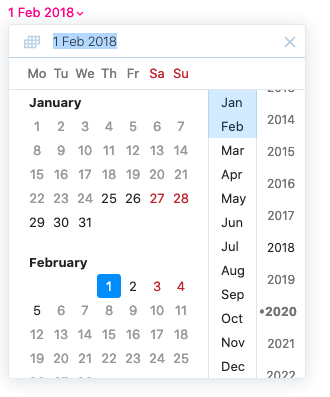 1 Feb 2018
1 Feb 2018
Mo Tu We Th Fr Sa Su
January
1 2 3 4 5 6 7
8 9 10 11 12 13 14
15 16 17 18 19 20 21
22 23 24 25 26 27 28
29 30 31
February
1 2 3 4
5 6 7 8 9 10 11
12 13 14 15 16 17 18
19 20 21 22 23 24 25
Jan
Feb
Mar
Apr
May
Jun
Jul
Aug
Sep
Oct
Nov
Dec
2014
2015
2016
2017
2018
2019
•2020
2021
2022